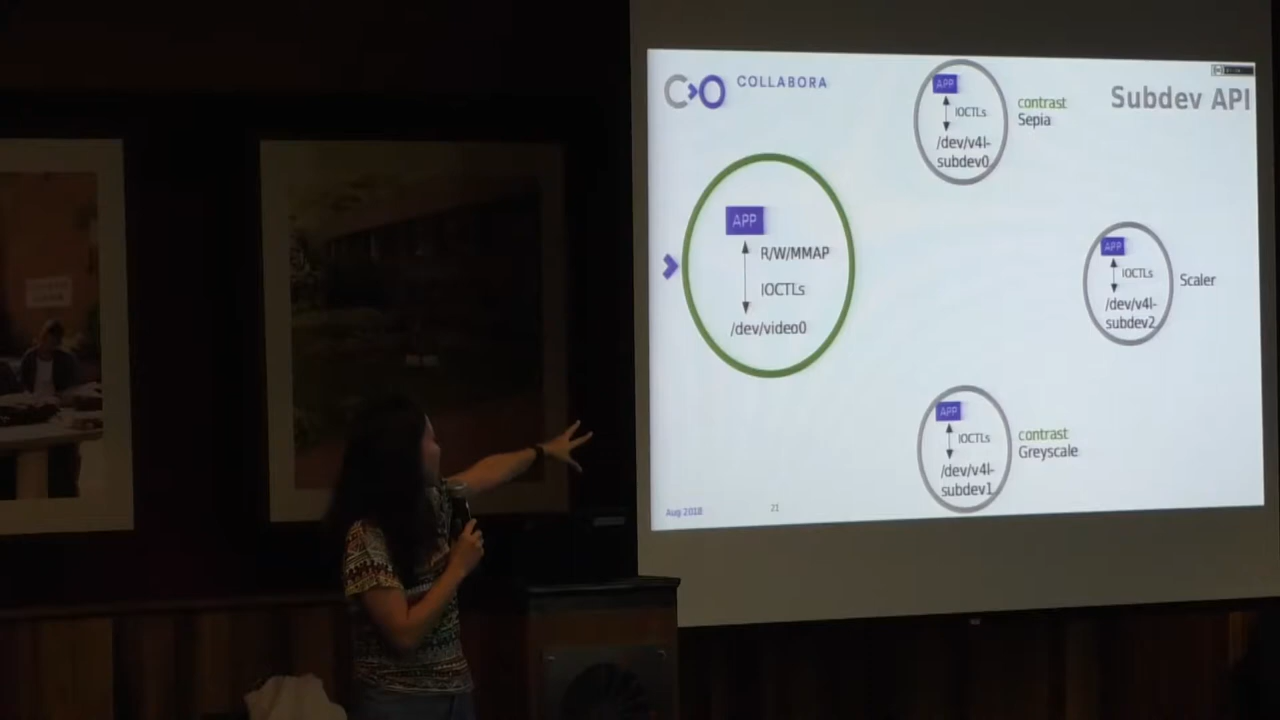 COLLABORA
Subdev API
APP
IOCTLs
/dev/v4l-
subdev0
contrast
Sepia
APP
R/W/MMAP
IOCTLs
/dev/video0
APP
IOCTLs
/dev/v4l-
subdev2
Scaler
APP
IOCTLs
/dev/v4l-
subdev1
contrast
Greyscale
Aug 2018
21